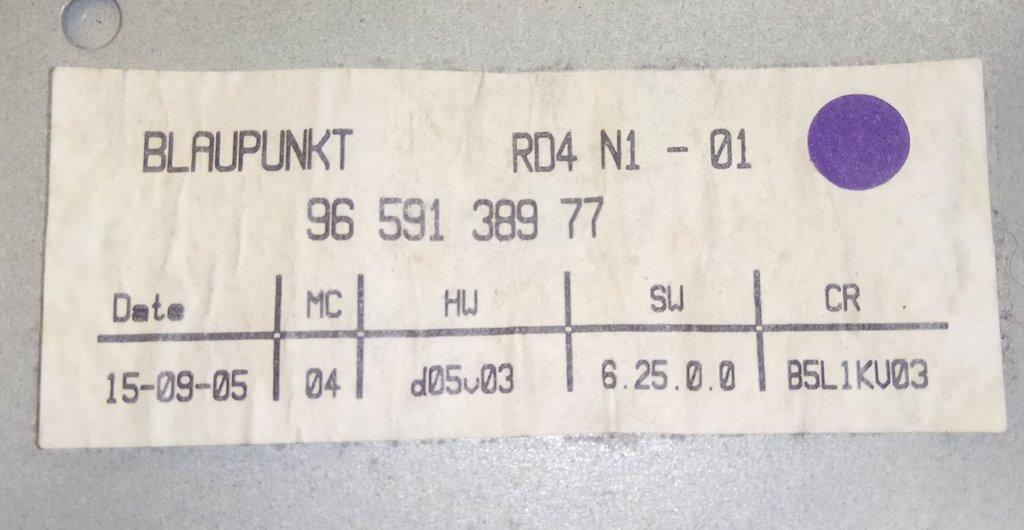 BLAUPUNKT RD4 N1 - 01
96 591 389 77
Date MC HW SW CR
15-09-05 04 d05v03 6.25.0.0 B5L1KV03